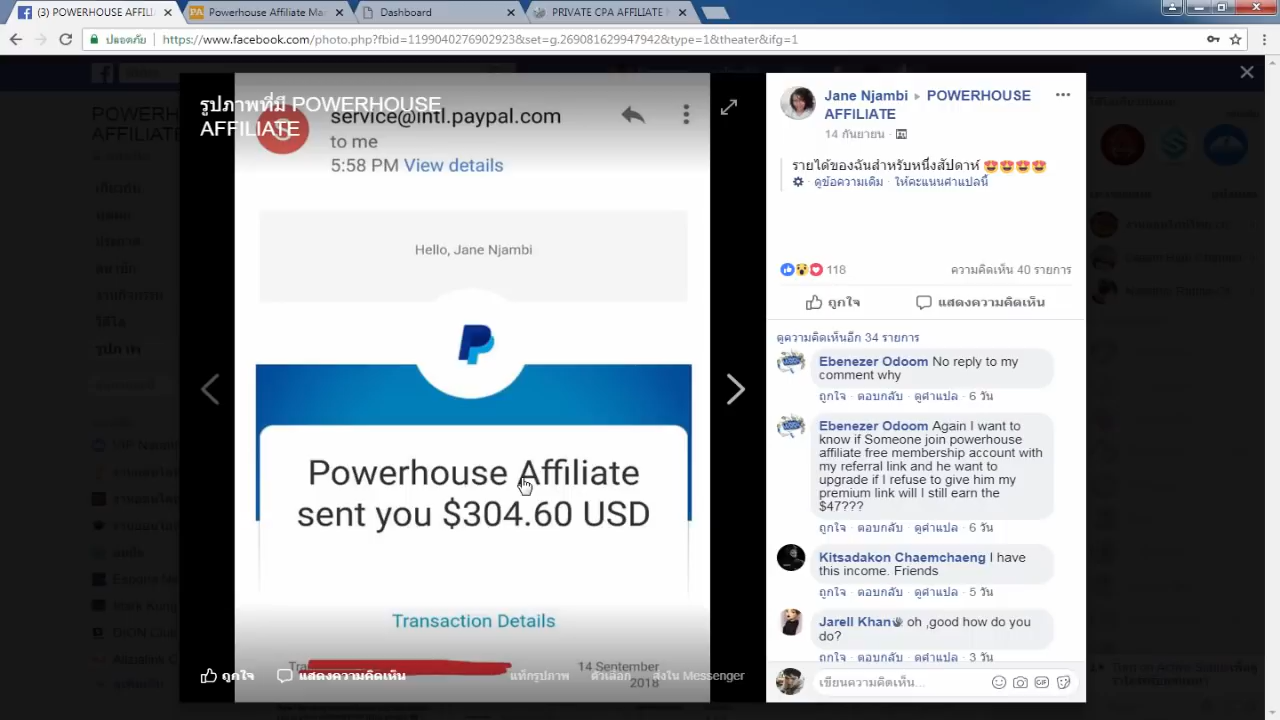 (3) POWERHOUSE AFFILI
Powerhouse Affiliate Ma
Dashboard
PRIVATE CPA AFFILIATE
ปลอดภัย
https://www.facebook.com/photo.php?fbid=1199040276902923&set=g.269081629947942&type=1&theater&ifg=1
รูปภาพที่มี POWERHOUSE
AFFILIATE
service@intl.paypal.com
to me
5:58 PM View details
Hello, Jane Njambi
Powerhouse Affiliate
sent you $304.60 USD
Transaction Details
14 September
2018
ถูกใจ
แสดงความคิดเห็น
แท็กรูปภาพ
ตัวเลือก
ส่งใน Messenger
Jane Njambi ▸ POWERHOUSE
AFFILIATE
14 กันยายน
รายได้ของฉันสำหรับหนึ่งสัปดาห์ 😍😍😍😍
ดูข้อความเดิม · ให้คะแนนคำแปลนี้
118
ความคิดเห็น 40 รายการ
ถูกใจ
แสดงความคิดเห็น
ดูความคิดเห็นอีก 34 รายการ
Ebenezer Odoom No reply to my
comment why
ถูกใจ · ตอบกลับ · ดูคำแปล · 6 วัน
Ebenezer Odoom Again I want to
know if Someone join powerhouse
affiliate free membership account with
my referral link and he want to
upgrade if I refuse to give him my
premium link will I still earn the
$47???
ถูกใจ · ตอบกลับ · ดูคำแปล · 6 วัน
Kitsadakon Chaemchaeng I have
this income. Friends
ถูกใจ · ตอบกลับ · ดูคำแปล · 5 วัน
Jarell Khan oh ,good how do you
do?
ถูกใจ · ตอบกลับ · ดูคำแปล · 3 วัน
เขียนความคิดเห็น...
GIF
POWERH
AFFILIATE